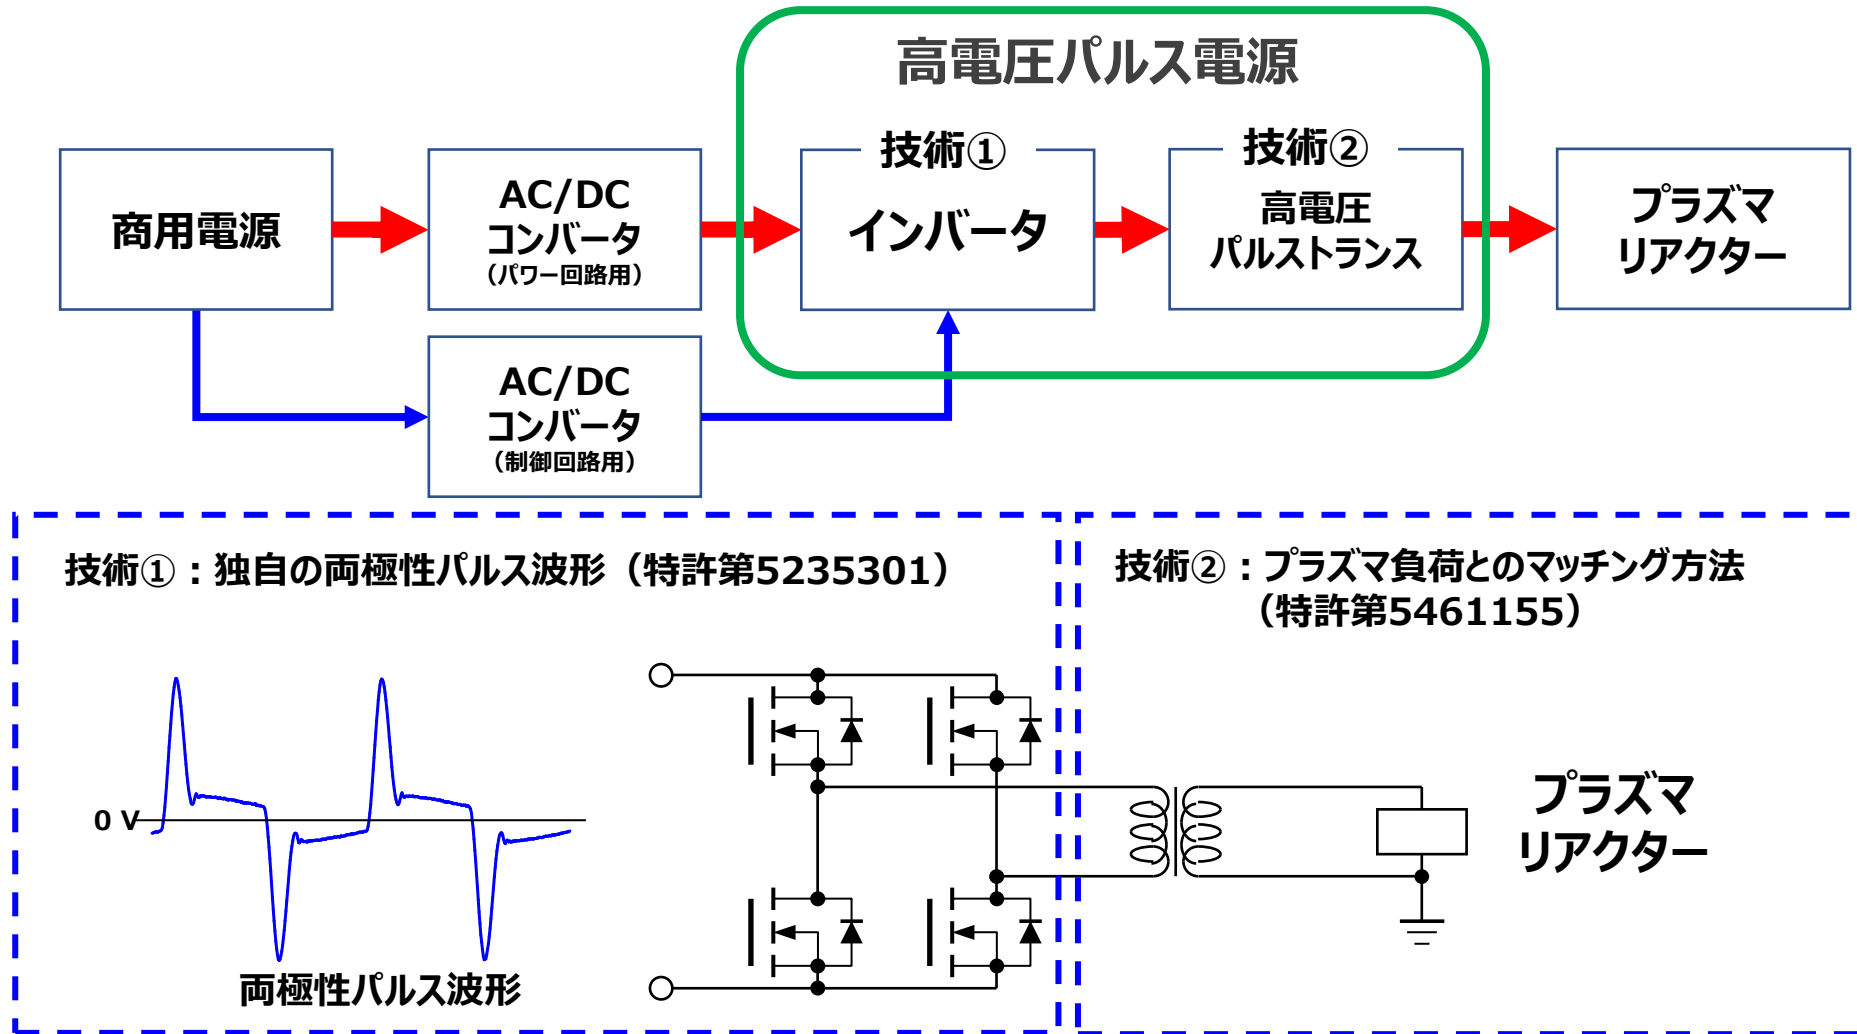 高電圧パルス電源
商用電源
AC/DC
コンバータ
（パワー回路用）
技術①
インバータ
技術②
高電圧
パルストランス
プラズマ
リアクター
AC/DC
コンバータ
（制御回路用）
技術①：独自の両極性パルス波形（特許第5235301）
0 V
両極性パルス波形
技術②：プラズマ負荷とのマッチング方法
（特許第5461155）
プラズマ
リアクター